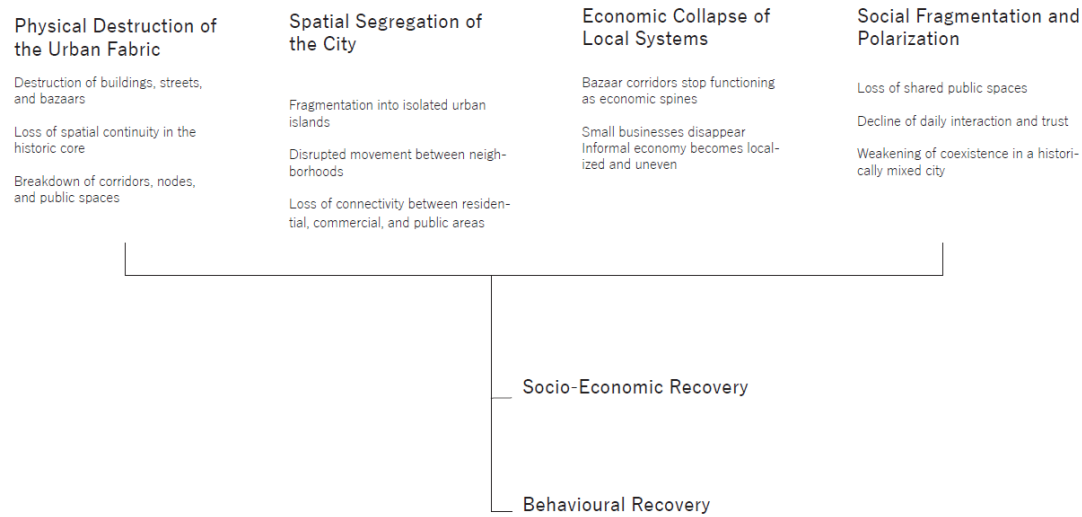 Physical Destruction of
the Urban Fabric
Destruction of buildings, streets,
and bazaars
Loss of spatial continuity in the
historic core
Breakdown of corridors, nodes,
and public spaces
Spatial Segregation of
the City
Fragmentation into isolated urban
islands
Disrupted movement between neigh-
borhoods
Loss of connectivity between residen-
tial, commercial, and public areas
Economic Collapse of
Local Systems
Bazaar corridors stop functioning
as economic spines
Small businesses disappear
Informal economy becomes local-
ized and uneven
Social Fragmentation and
Polarization
Loss of shared public spaces
Decline of daily interaction and trust
Weakening of coexistence in a histori-
cally mixed city
Socio-Economic Recovery
Behavioural Recovery